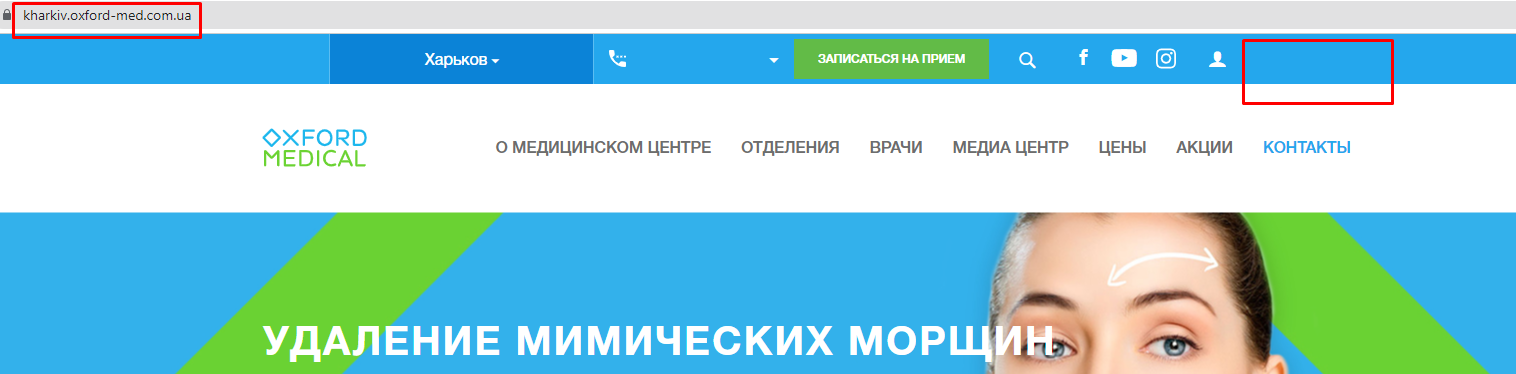 kharkiv.oxford-med.com.ua
Харьков
ЗАПИСАТЬСЯ НА ПРИЕМ
f
OXFORD
MEDICAL
О МЕДИЦИНСКОМ ЦЕНТРЕ ОТДЕЛЕНИЯ ВРАЧИ МЕДИА ЦЕНТР ЦЕНЫ АКЦИИ КОНТАКТЫ
УДАЛЕНИЕ МИМИЧЕСКИХ МОРЩИН